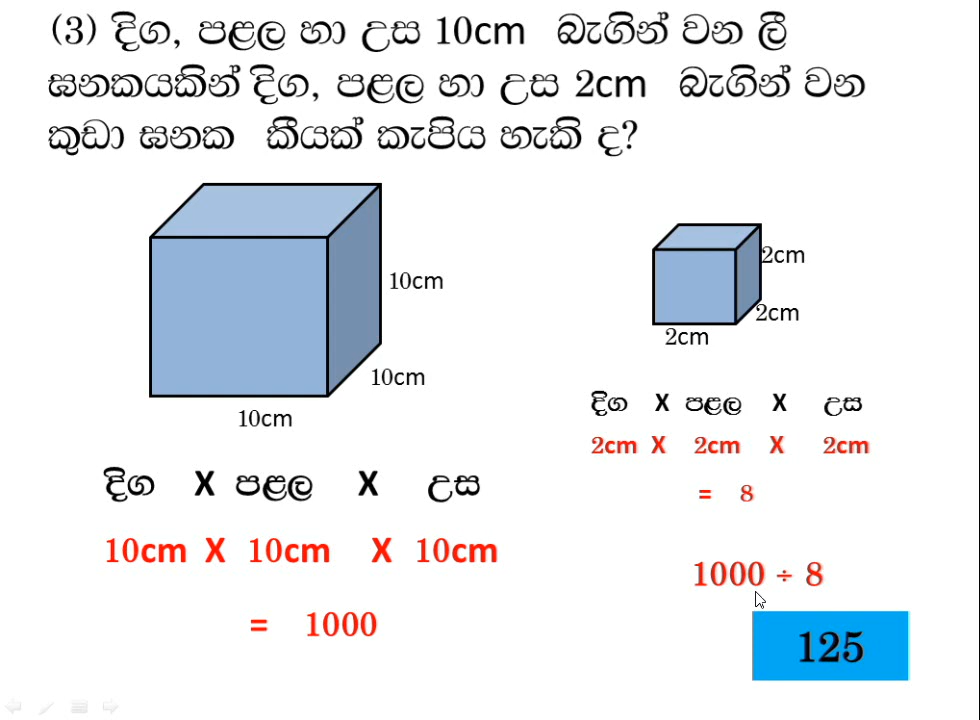 (3) දිග, පළල හා උස 10cm බැගින් වන ලී
ඝනකයකින් දිග, පළල හා උස 2cm බැගින් වන
කුඩා ඝනක කීයක් කැපිය හැකි ද?
10cm
10cm
10cm
දිග X පළල X උස
10cm X 10cm X 10cm
= 1000
2cm
2cm
2cm
දිග X පළල X උස
2cm X 2cm X 2cm
= 8
1000 ÷ 8
125